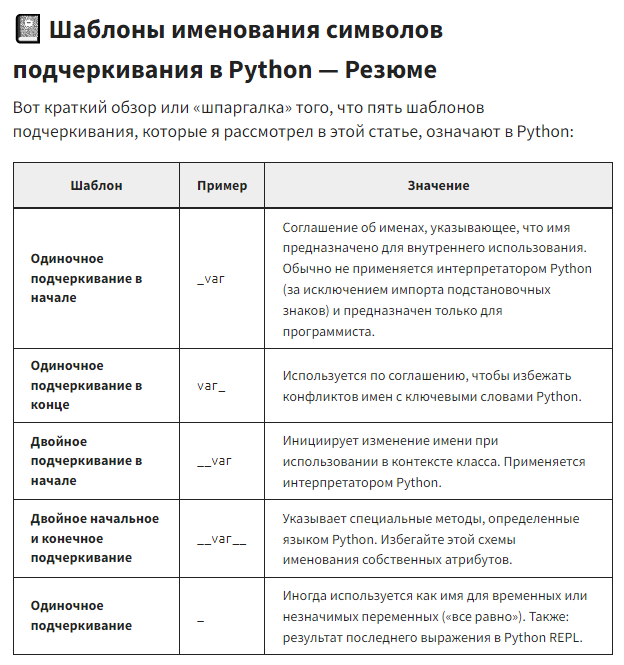 Шаблоны именования символов
подчеркивания в Python — Резюме
Вот краткий обзор или «шпаргалка» того, что пять шаблонов
подчеркивания, которые я рассмотрел в этой статье, означают в Python:
Шаблон Пример Значение
Одиночное
подчеркивание в
начале
_var
Соглашение об именах, указывающее, что имя
предназначено для внутреннего использования.
Обычно не применяется интерпретатором Python
(за исключением импорта подстановочных
знаков) и предназначен только для
программиста.
Одиночное
подчеркивание в
конце
var_
Используется по соглашению, чтобы избежать
конфликтов имен с ключевыми словами Python.
Двойное
подчеркивание в
начале
__var
Инициирует изменение имени при
использовании в контексте класса. Применяется
интерпретатором Python.
Двойное начальное
и конечное
подчеркивание
__var__
Указывает специальные методы, определенные
языком Python. Избегайте этой схемы
именования собственных атрибутов.
Одиночное
подчеркивание
_
Иногда используется как имя для временных или
незначимых переменных («все равно»). Также:
результат последнего выражения в Python REPL.